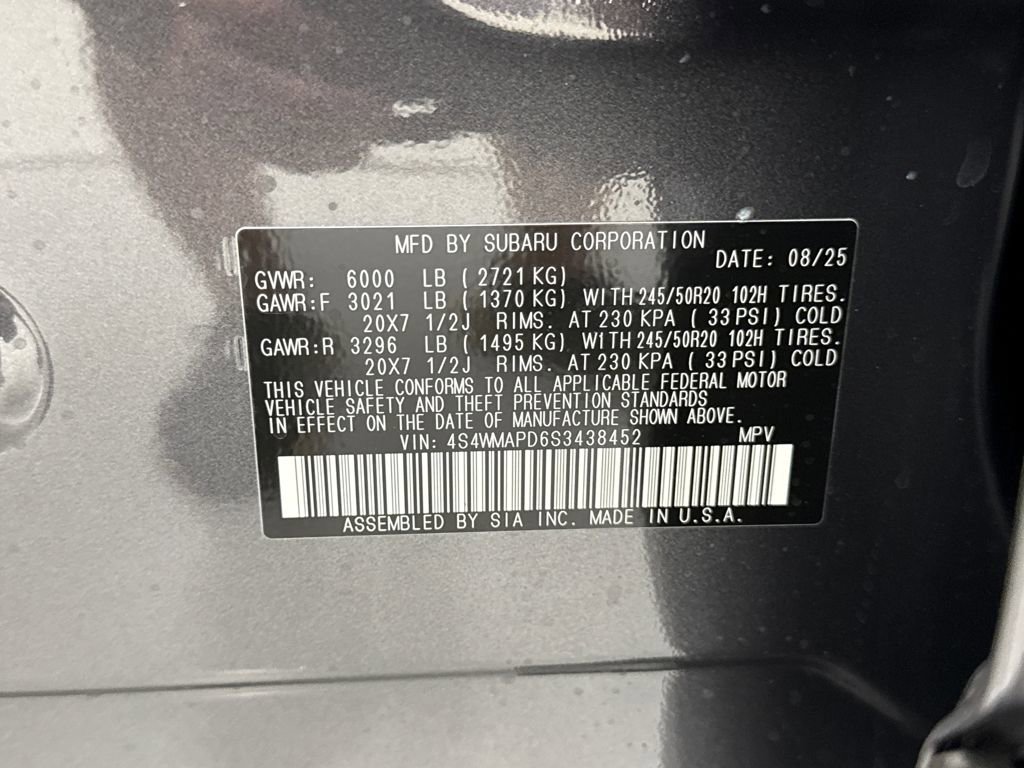 MFD BY SUBARU CORPORATION
DATE: 08/25
GVWR: 6000 LB ( 2721 KG)
GAWR:F 3021 LB ( 1370 KG) WITH 245/50R20 102H TIRES.
20X7 1/2J RIMS. AT 230 KPA ( 33 PSI) COLD
GAWR:R 3296 LB ( 1495 KG) WITH 245/50R20 102H TIRES.
20X7 1/2J RIMS. AT 230 KPA ( 33 PSI) COLD
THIS VEHICLE CONFORMS TO ALL APPLICABLE FEDERAL MOTOR
VEHICLE SAFETY AND THEFT PREVENTION STANDARDS
IN EFFECT ON THE DATE OF MANUFACTURE SHOWN ABOVE.
VIN: 4S4WMAPD6S3438452 MPV
ASSEMBLED BY SIA INC. MADE IN U.S.A.